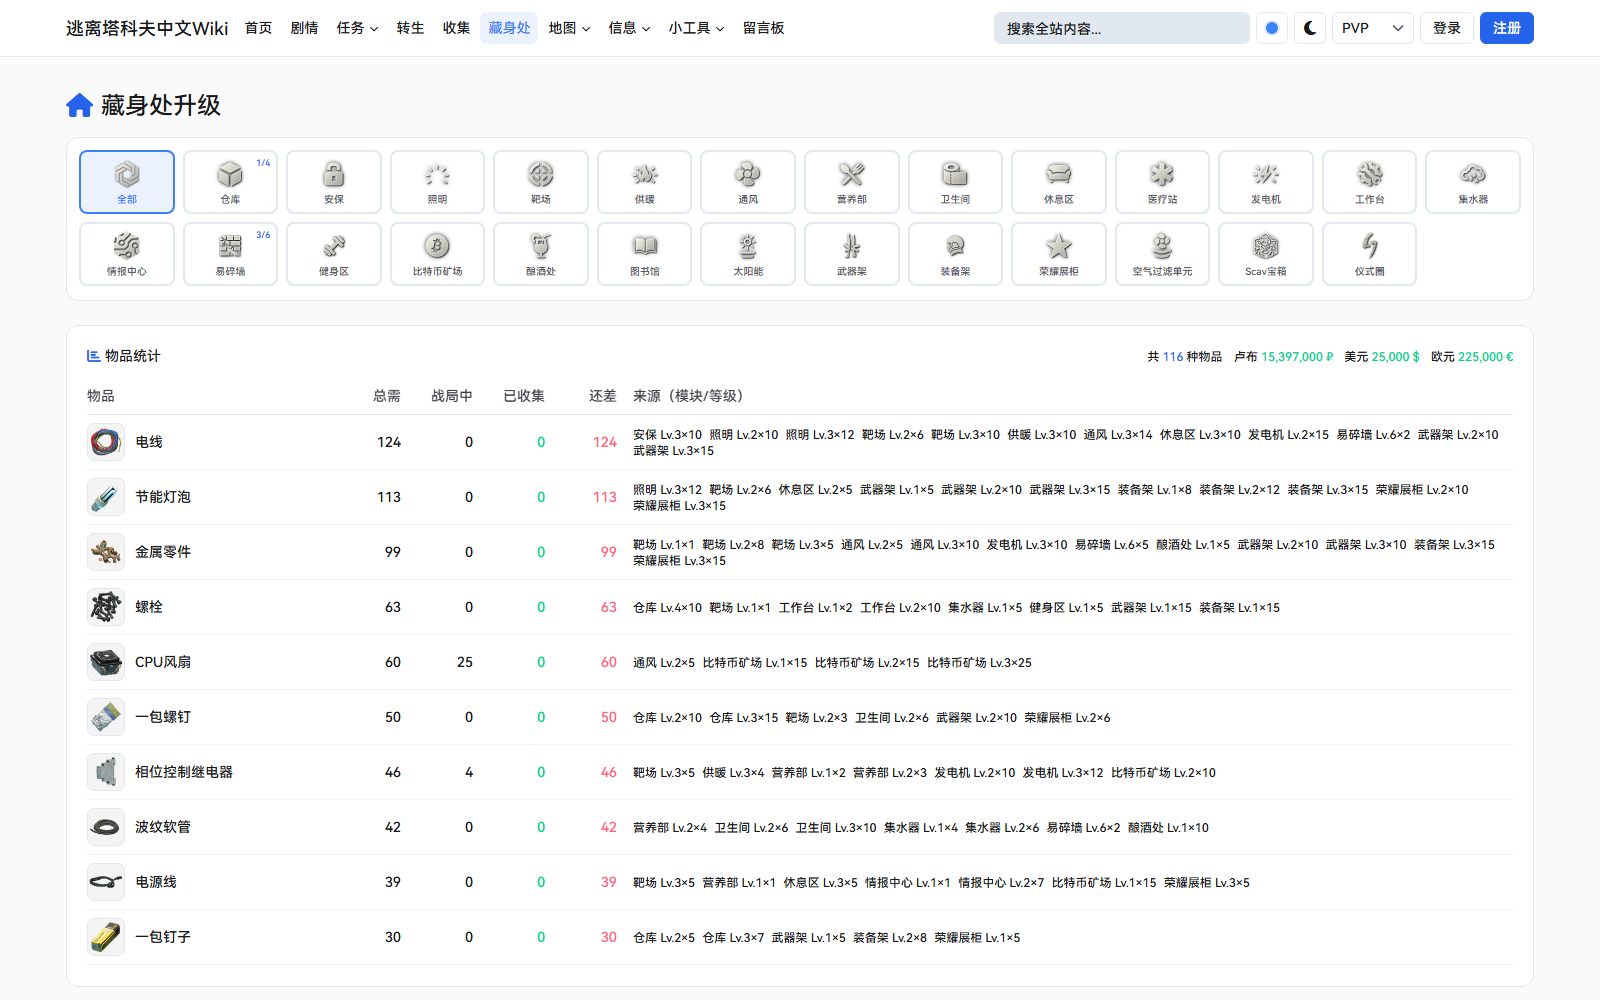 逃离塔科夫中文Wiki 首页 剧情 任务 转生 收集 藏身处 地图 信息 小工具 留言板 搜索全站内容... PVP 登录 注册
藏身处升级
全部 仓库 1/4 安保 照明 靶场 供暖 通风 营养部 卫生间 休息区 医疗站 发电机 工作台 集水器
情报中心 易碎墙 3/6 健身区 比特币矿场 酿酒处 图书馆 太阳能 武器架 装备架 荣耀展柜 空气过滤单元 Scav宝箱 仪式圈
物品统计 共 116 种物品 卢布 15,397,000 ₽ 美元 25,000 $ 欧元 225,000 €
物品 总需 战局中 已收集 还差 来源（模块/等级）
电线 124 0 0 124 安保 Lv.3×10 照明 Lv.2×10 照明 Lv.3×12 靶场 Lv.2×6 靶场 Lv.3×10 供暖 Lv.3×10 通风 Lv.3×14 休息区 Lv.3×10 发电机 Lv.2×15 易碎墙 Lv.6×2 武器架 Lv.2×10
武器架 Lv.3×15
节能灯泡 113 0 0 113 照明 Lv.3×12 靶场 Lv.2×6 休息区 Lv.2×5 武器架 Lv.1×5 武器架 Lv.2×10 武器架 Lv.3×15 装备架 Lv.1×8 装备架 Lv.2×12 装备架 Lv.3×15 荣耀展柜 Lv.2×10
荣耀展柜 Lv.3×15
金属零件 99 0 0 99 靶场 Lv.1×1 靶场 Lv.2×8 靶场 Lv.3×5 通风 Lv.2×5 通风 Lv.3×10 发电机 Lv.3×10 易碎墙 Lv.6×5 酿酒处 Lv.1×5 武器架 Lv.2×10 武器架 Lv.3×10 装备架 Lv.3×15
荣耀展柜 Lv.3×15
螺栓 63 0 0 63 仓库 Lv.4×10 靶场 Lv.1×1 工作台 Lv.1×2 工作台 Lv.2×10 集水器 Lv.1×5 健身区 Lv.1×5 武器架 Lv.1×15 装备架 Lv.1×15
CPU风扇 60 25 0 60 通风 Lv.2×5 比特币矿场 Lv.1×15 比特币矿场 Lv.2×15 比特币矿场 Lv.3×25
一包螺钉 50 0 0 50 仓库 Lv.2×10 仓库 Lv.3×15 靶场 Lv.2×3 卫生间 Lv.2×6 武器架 Lv.2×10 荣耀展柜 Lv.2×6
相位控制继电器 46 4 0 46 靶场 Lv.3×5 供暖 Lv.3×4 营养部 Lv.1×2 营养部 Lv.2×3 发电机 Lv.2×10 发电机 Lv.3×12 比特币矿场 Lv.2×10
波纹软管 42 0 0 42 营养部 Lv.2×4 卫生间 Lv.2×6 卫生间 Lv.3×10 集水器 Lv.1×4 集水器 Lv.2×6 易碎墙 Lv.6×2 酿酒处 Lv.1×10
电源线 39 0 0 39 靶场 Lv.3×5 营养部 Lv.1×1 休息区 Lv.3×5 情报中心 Lv.1×1 情报中心 Lv.2×7 比特币矿场 Lv.1×15 荣耀展柜 Lv.3×5
一包钉子 30 0 0 30 仓库 Lv.2×5 仓库 Lv.3×7 武器架 Lv.1×5 装备架 Lv.2×8 荣耀展柜 Lv.1×5